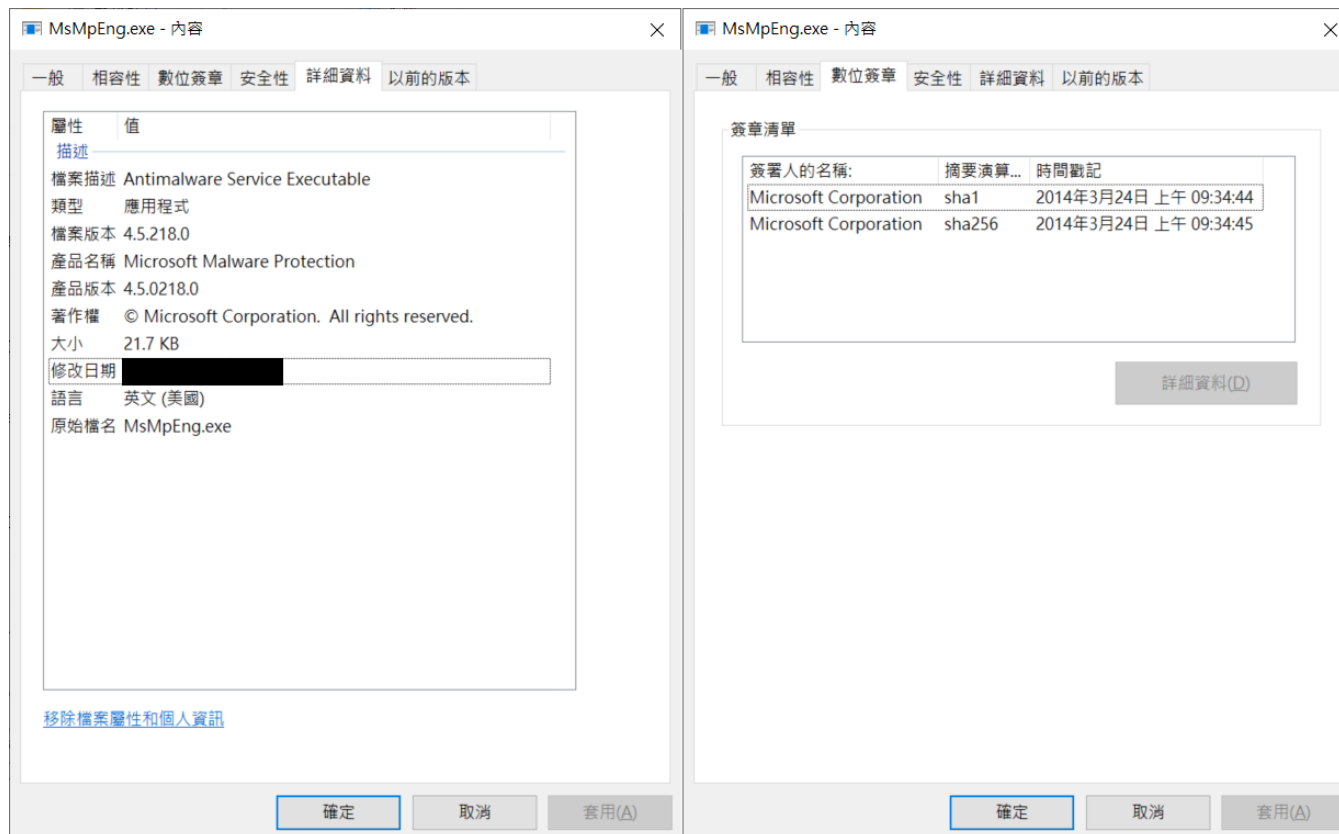 MsMpEng.exe - 內容
一般 相容性 數位簽章 安全性 詳細資料 以前的版本
屬性 值
描述
檔案描述 Antimalware Service Executable
類型 應用程式
檔案版本 4.5.218.0
產品名稱 Microsoft Malware Protection
產品版本 4.5.0218.0
著作權 © Microsoft Corporation. All rights reserved.
大小 21.7 KB
修改日期
語言 英文 (美國)
原始檔名 MsMpEng.exe
移除檔案屬性和個人資訊
確定 取消 套用(A)
MsMpEng.exe - 內容
一般 相容性 數位簽章 安全性 詳細資料 以前的版本
簽章清單
簽署人的名稱: 摘要演算... 時間戳記
Microsoft Corporation sha1 2014年3月24日 上午 09:34:44
Microsoft Corporation sha256 2014年3月24日 上午 09:34:45
詳細資料(D)
確定 取消 套用(A)